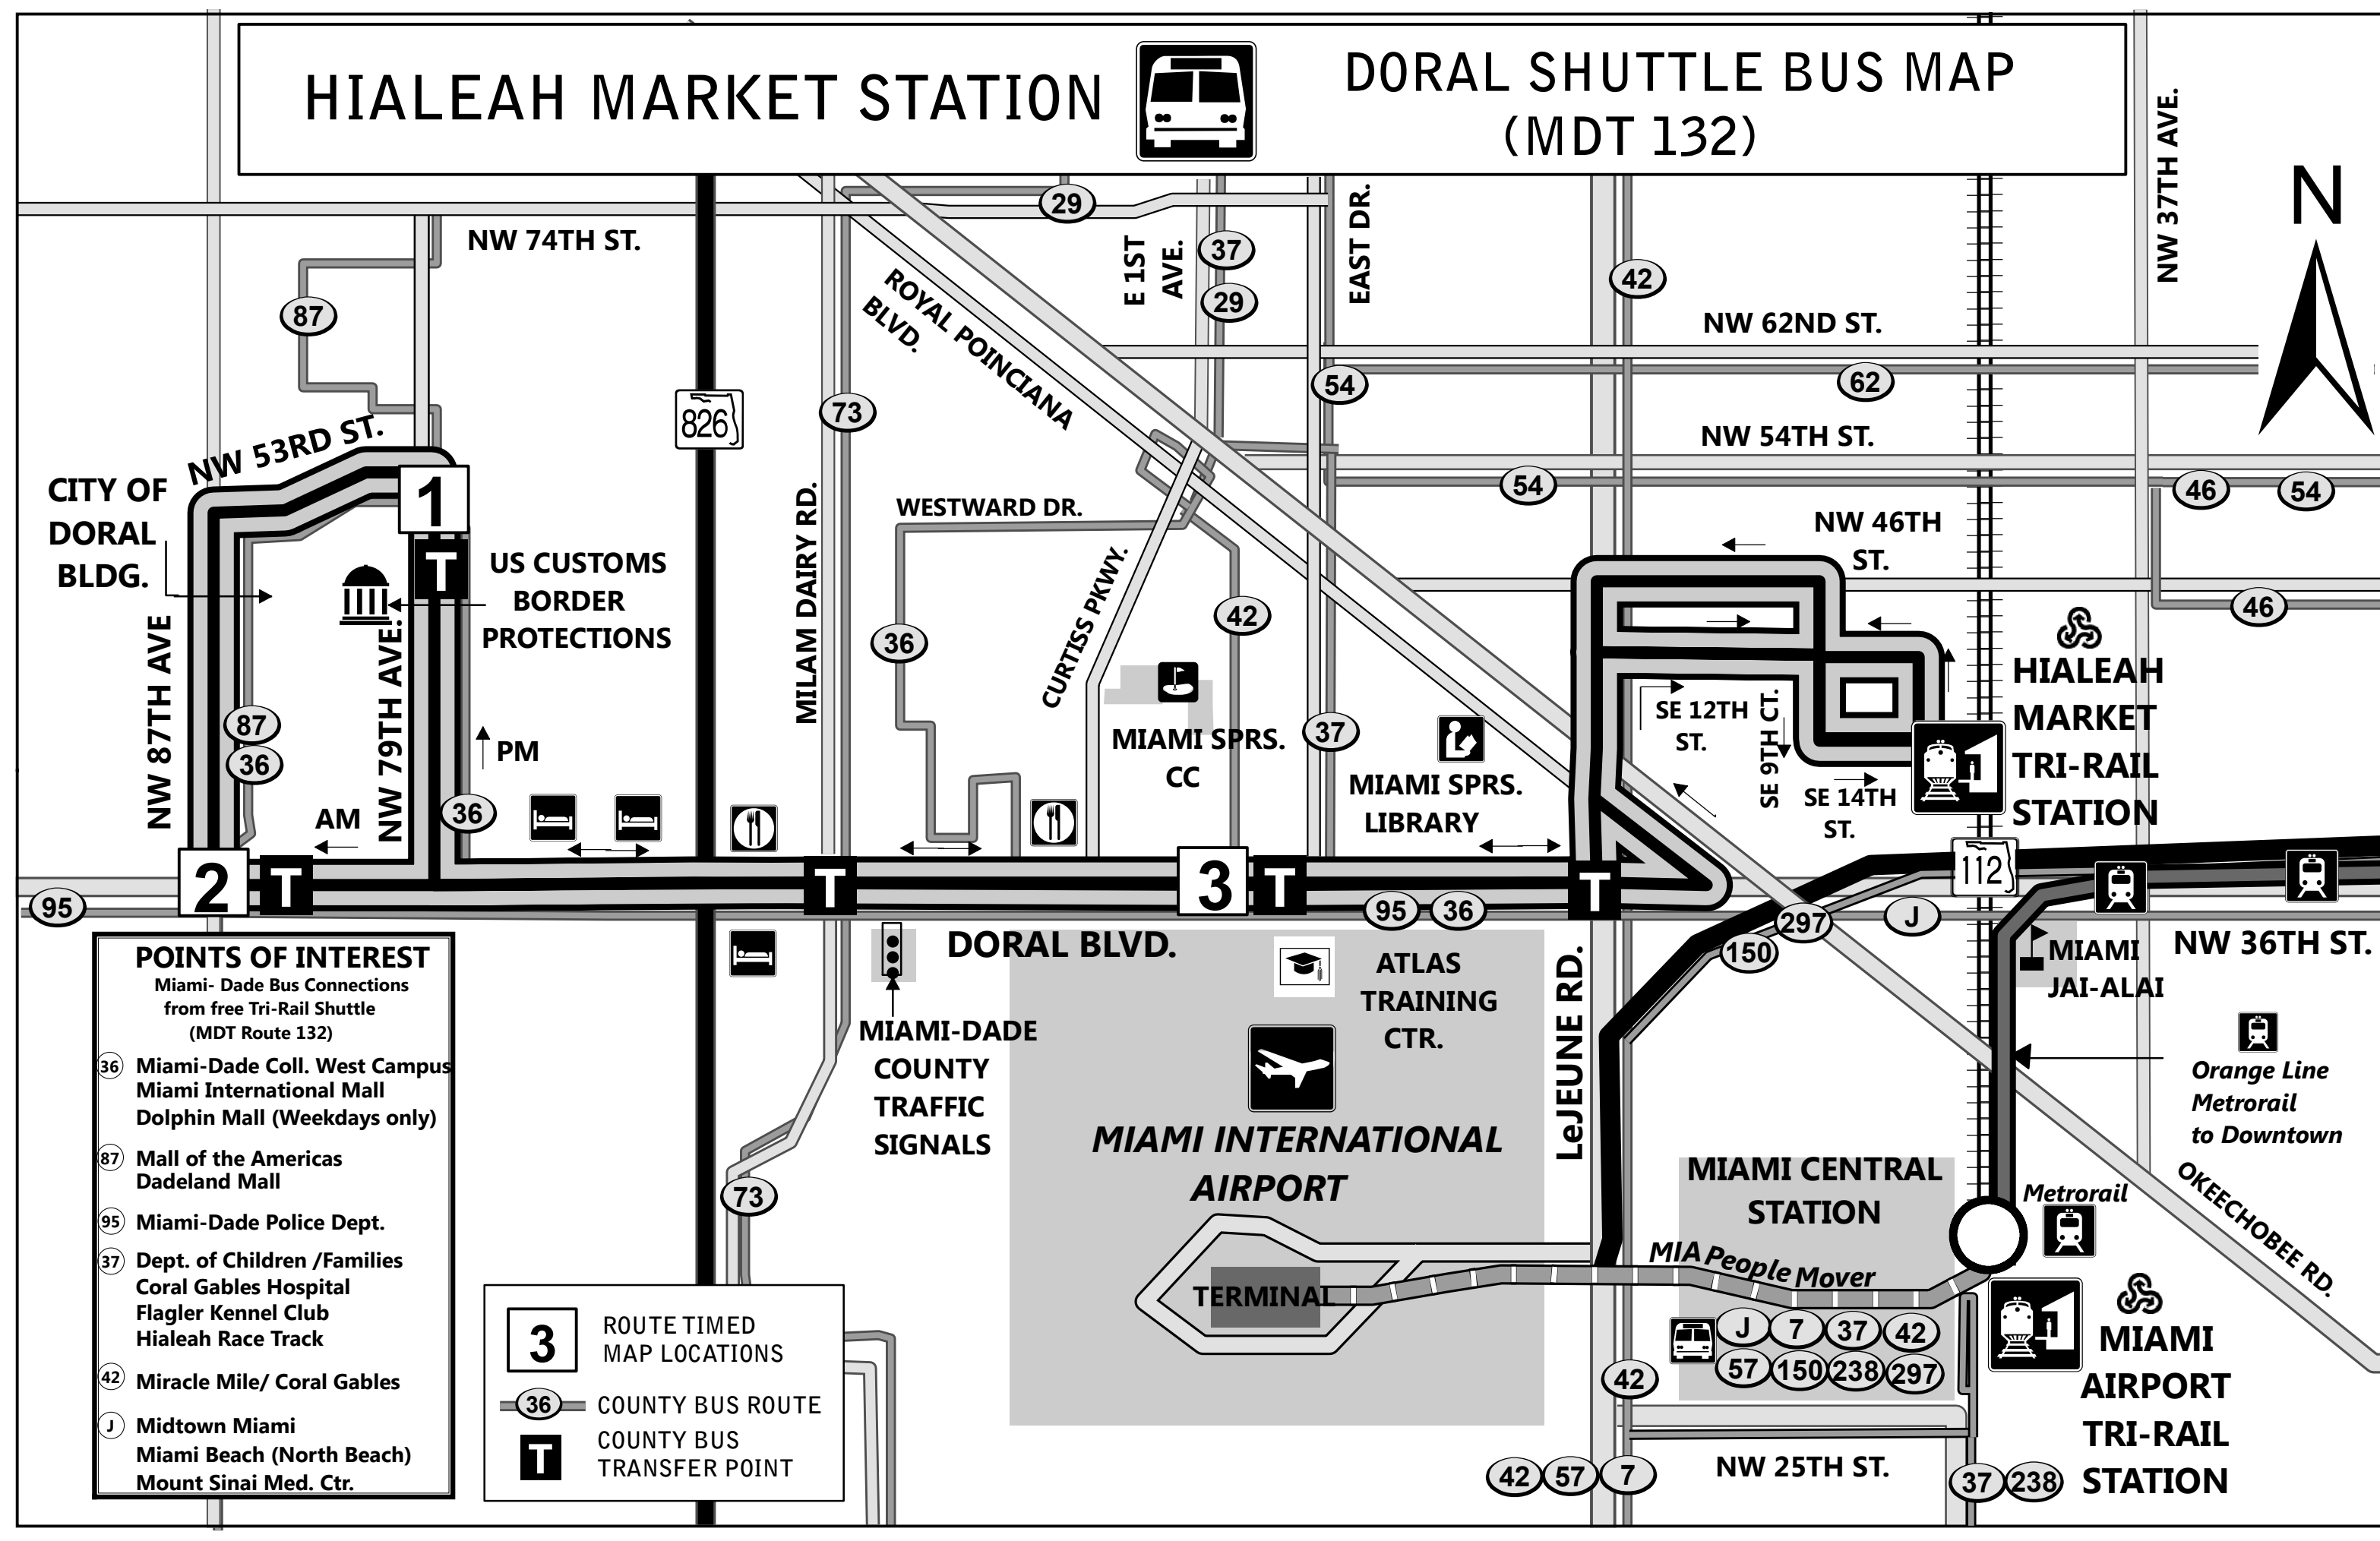 HIALEAH MARKET STATION
DORAL SHUTTLE BUS MAP
(MDT 132)
NW 37TH AVE.
N
29
NW 74TH ST.
E 1ST
AVE.
37
29
EAST DR.
42
87
ROYAL POINCIANA
BLVD.
NW 62ND ST.
62
826
73
54
NW 53RD ST.
NW 54TH ST.
54
46
54
CITY OF
DORAL
BLDG.
1
T
US CUSTOMS
BORDER
PROTECTIONS
MILAM DAIRY RD.
WESTWARD DR.
CURTISS PKWY.
36
42
NW 46TH
ST.
46
NW 87TH AVE
NW 79TH AVE.
87
36
PM
AM
36
MIAMI SPRS.
CC
37
MIAMI SPRS.
LIBRARY
SE 12TH
ST.
SE 9TH CT.
SE 14TH
ST.
HIALEAH
MARKET
TRI-RAIL
STATION
112
2
T
T
3
T
T
95
95
36
297
J
150
DORAL BLVD.
NW 36TH ST.
MIAMI
JAI-ALAI
ATLAS
TRAINING
CTR.
LeJEUNE RD.
MIAMI-DADE
COUNTY
TRAFFIC
SIGNALS
MIAMI INTERNATIONAL
AIRPORT
TERMINAL
73
Orange Line
Metrorail
to Downtown
MIAMI CENTRAL
STATION
Metrorail
OKEECHOBEE RD.
MIA People Mover
J
7
37
42
57
150
238
297
MIAMI
AIRPORT
TRI-RAIL
STATION
42
NW 25TH ST.
42
57
7
37
238
POINTS OF INTEREST
Miami- Dade Bus Connections
from free Tri-Rail Shuttle
(MDT Route 132)
36 Miami-Dade Coll. West Campus
Miami International Mall
Dolphin Mall (Weekdays only)
87 Mall of the Americas
Dadeland Mall
95 Miami-Dade Police Dept.
37 Dept. of Children /Families
Coral Gables Hospital
Flagler Kennel Club
Hialeah Race Track
42 Miracle Mile/ Coral Gables
J Midtown Miami
Miami Beach (North Beach)
Mount Sinai Med. Ctr.
3 ROUTE TIMED
MAP LOCATIONS
36 COUNTY BUS ROUTE
T COUNTY BUS
TRANSFER POINT